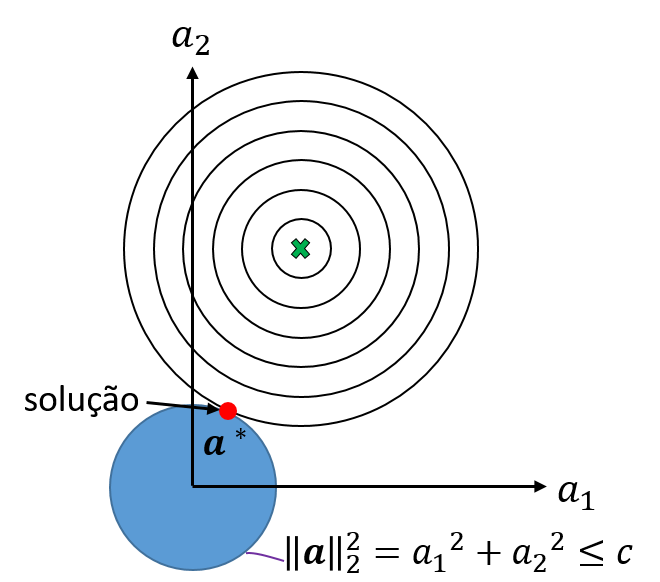 a₂
solução
a *
a₁
‖a‖₂² = a₁² + a₂² ≤ c